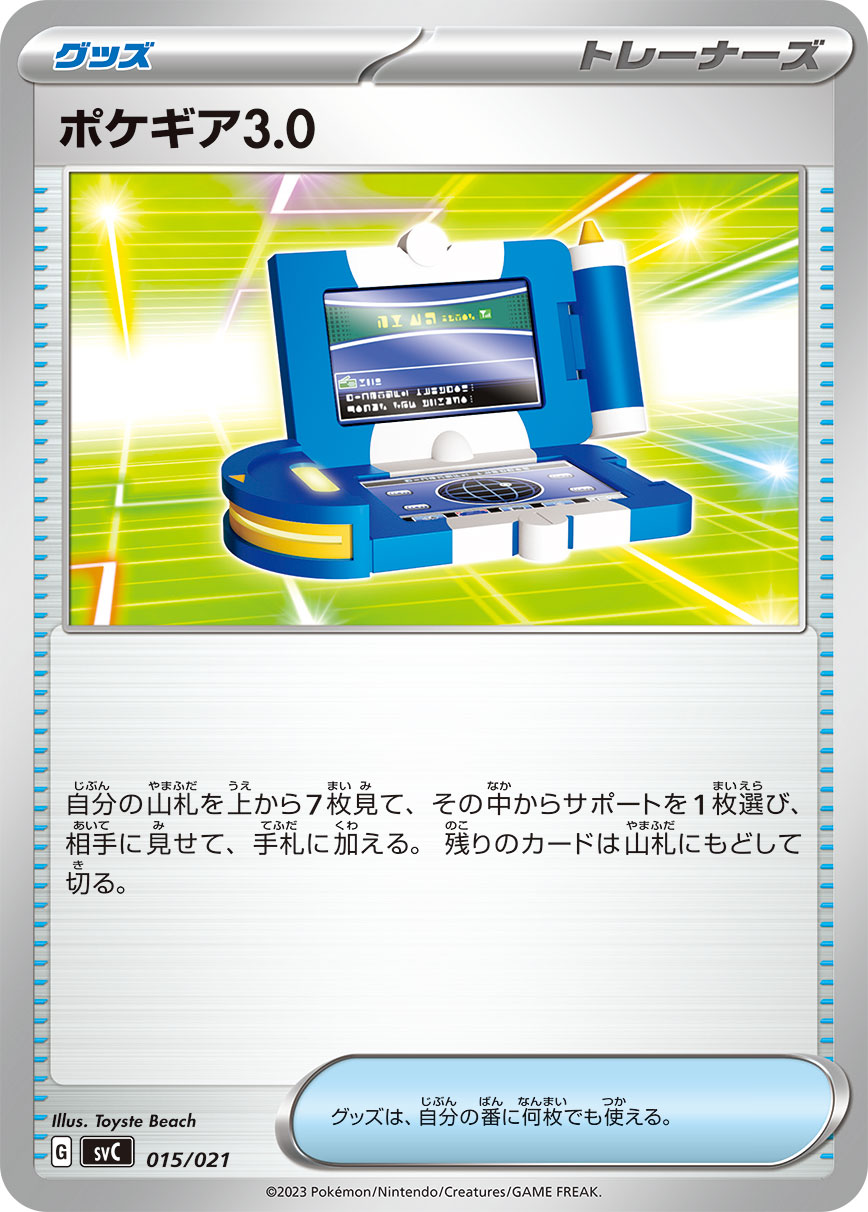 グッズ
トレーナーズ
ポケギア3.0
自分の山札を上から7枚見て、その中からサポートを1枚選び、
相手に見せて、手札に加える。残りのカードは山札にもどして
切る。
グッズは、自分の番に何枚でも使える。
Illus. Toyste Beach
G SVC 015/021
©2023 Pokémon/Nintendo/Creatures/GAME FREAK.